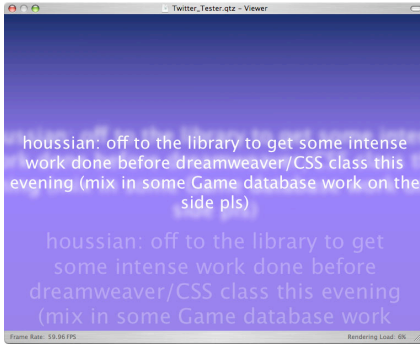 Twitter_Tester.qtz - Viewer
houssian: off to the library to get some intense
work done before dreamweaver/CSS class this
evening (mix in some Game database work on the
side pls)
houssian: off to the library to get
some intense work done before
dreamweaver/CSS class this evening
(mix in some Game database work
Frame Rate: 59.96 FPS
Rendering Load: 6%